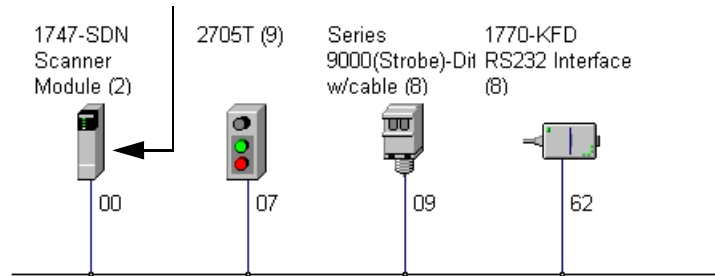 1747-SDN
Scanner
Module (2)
2705T (9)
Series
9000(Strobe)-Dif
w/cable (8)
1770-KFD
RS232 Interface
(8)
00
07
09
62